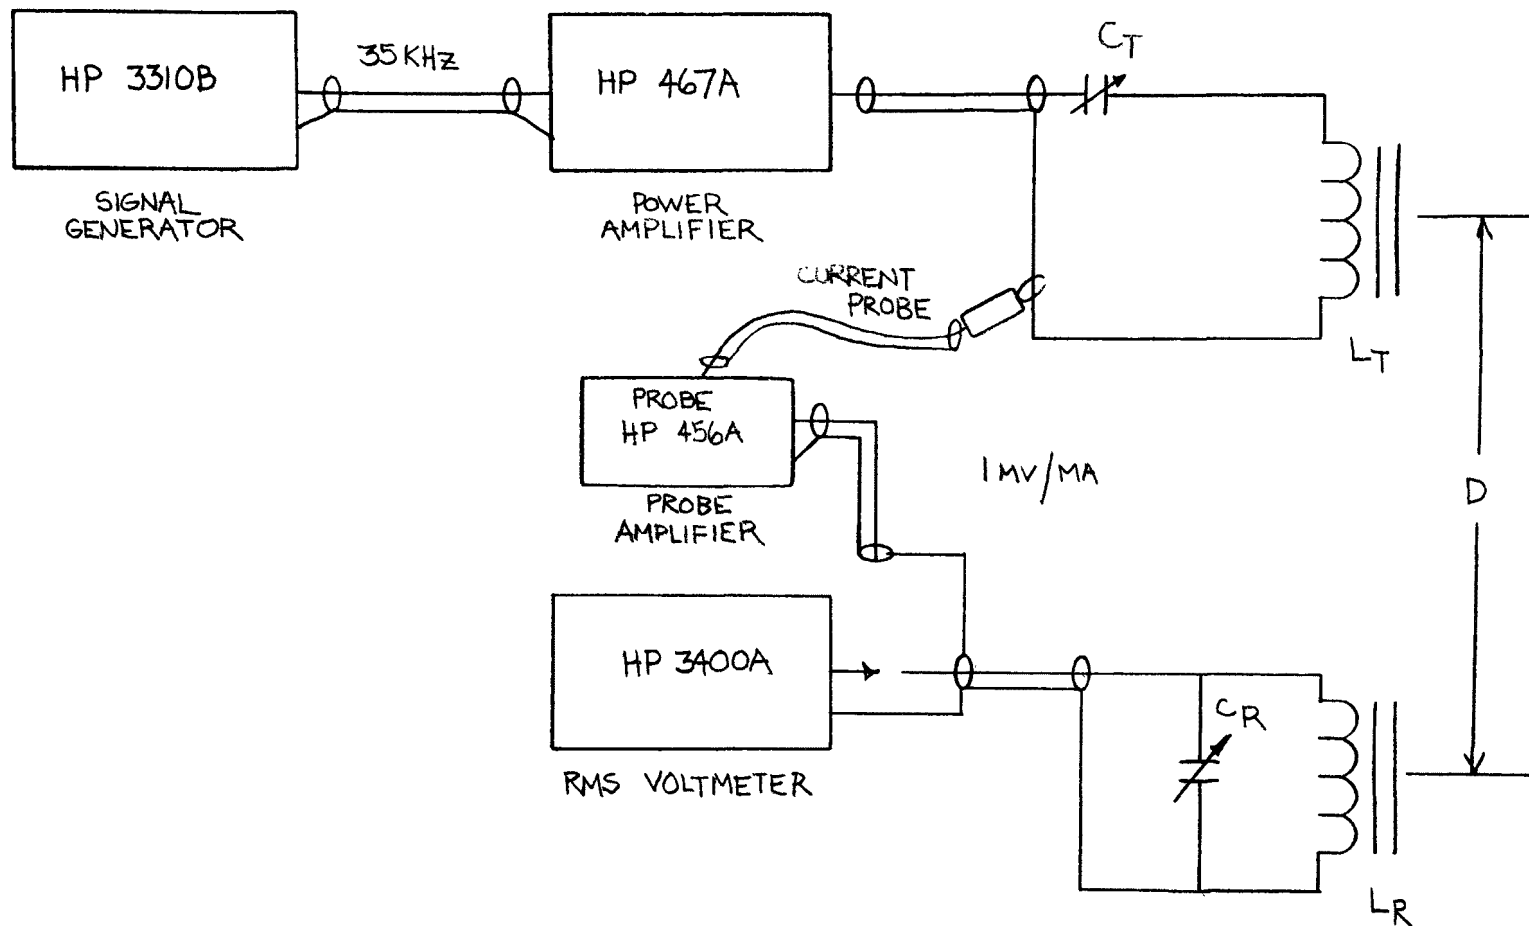 HP 3310B
35 KHZ
HP 467A
CT
SIGNAL
GENERATOR
POWER
AMPLIFIER
CURRENT
PROBE
LT
PROBE
HP 456A
1 MV/MA
D
PROBE
AMPLIFIER
HP 3400A
CR
RMS VOLTMETER
LR